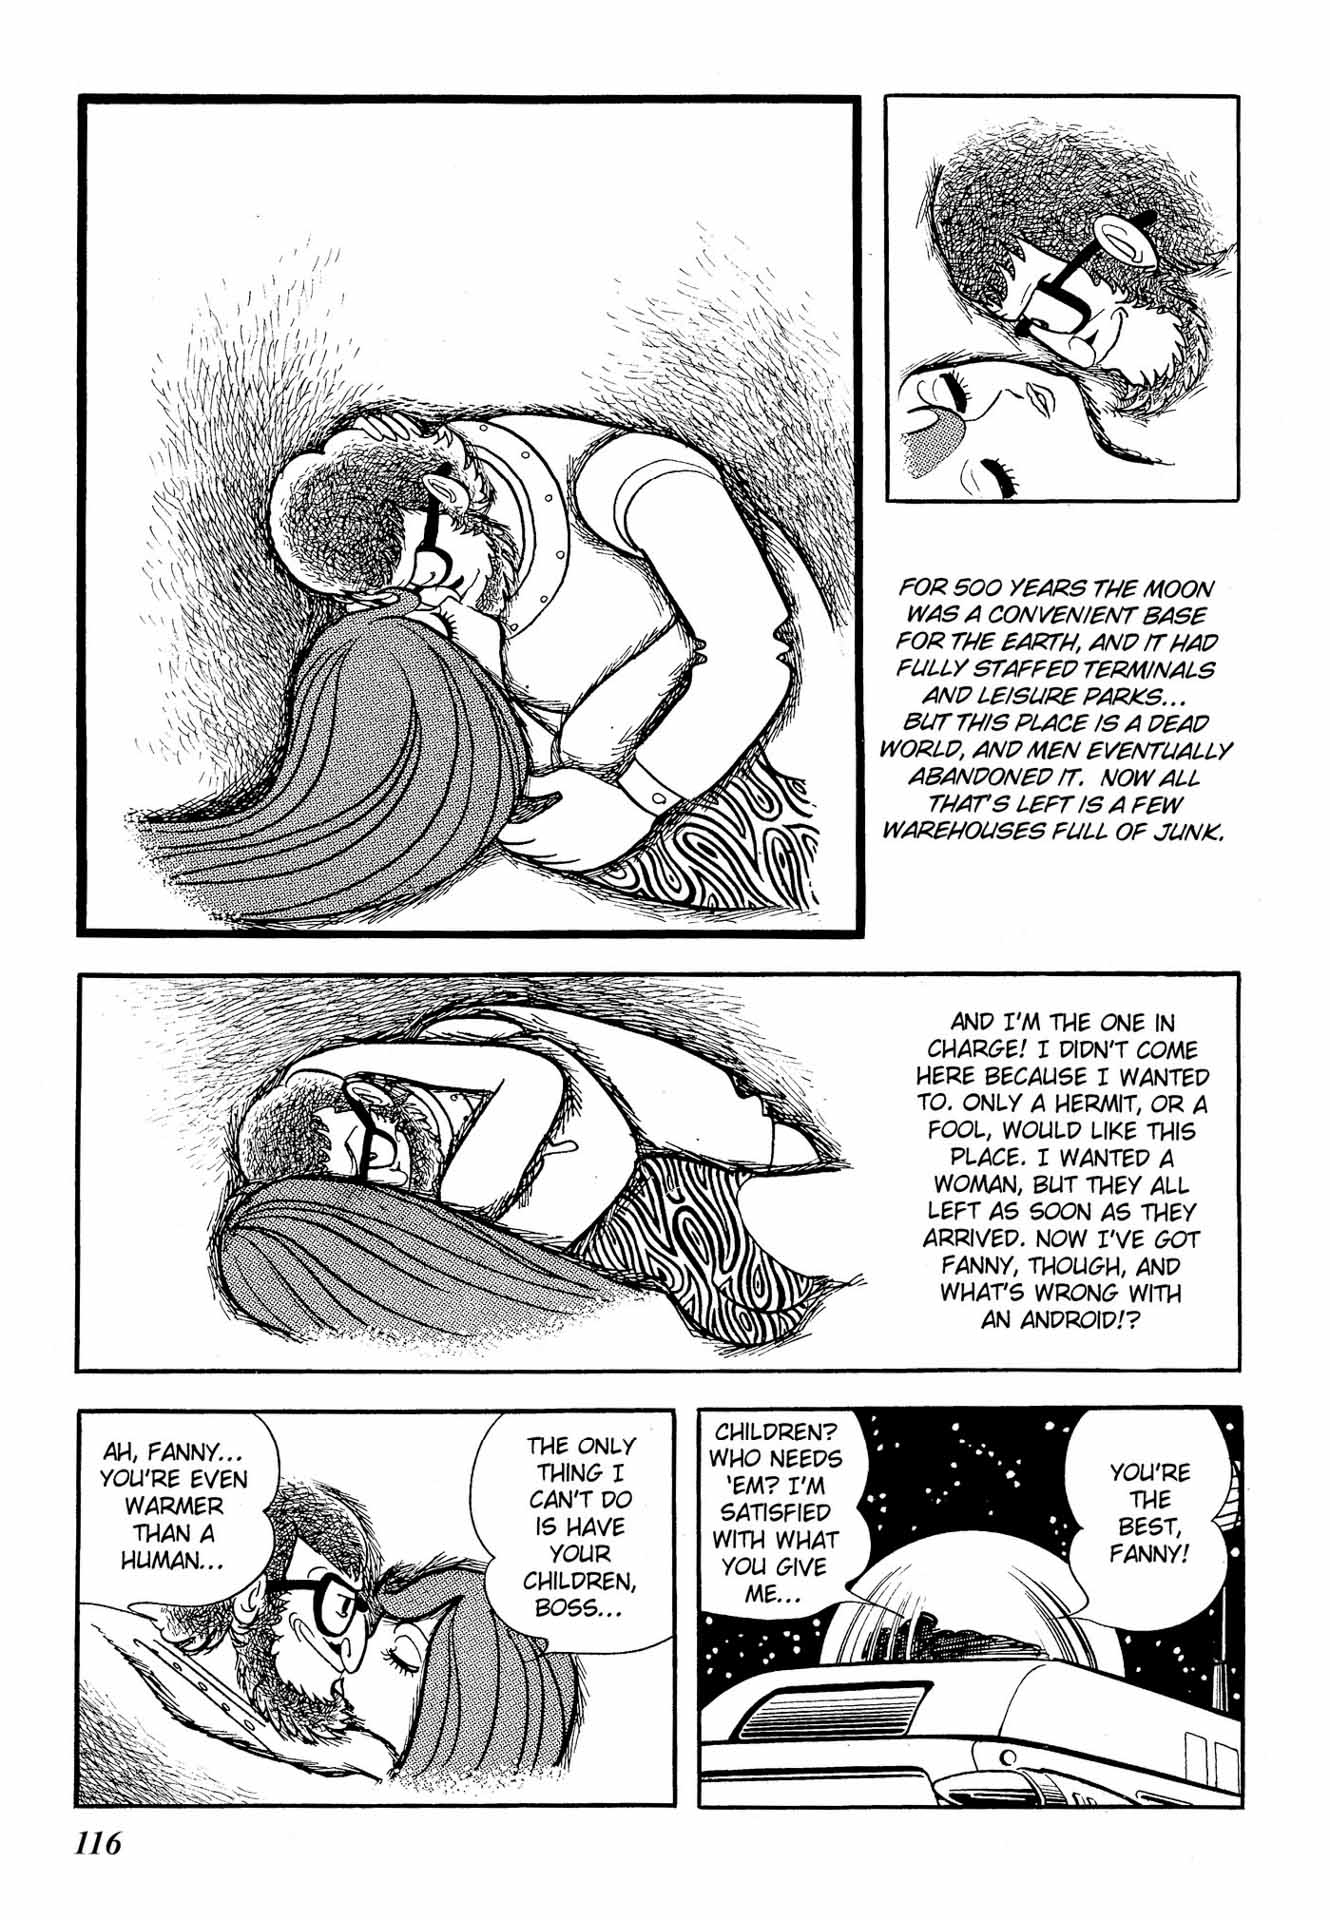 FOR 500 YEARS THE MOON
WAS A CONVENIENT BASE
FOR THE EARTH, AND IT HAD
FULLY STAFFED TERMINALS
AND LEISURE PARKS...
BUT THIS PLACE IS A DEAD
WORLD, AND MEN EVENTUALLY
ABANDONED IT. NOW ALL
THAT'S LEFT IS A FEW
WAREHOUSES FULL OF JUNK.
AND I'M THE ONE IN
CHARGE! I DIDN'T COME
HERE BECAUSE I WANTED
TO. ONLY A HERMIT, OR A
FOOL, WOULD LIKE THIS
PLACE. I WANTED A
WOMAN, BUT THEY ALL
LEFT AS SOON AS THEY
ARRIVED. NOW I'VE GOT
FANNY, THOUGH, AND
WHAT'S WRONG WITH
AN ANDROID!?
AH, FANNY...
YOU'RE EVEN
WARMER
THAN A
HUMAN...
THE ONLY
THING I
CAN'T DO
IS HAVE
YOUR
CHILDREN,
BOSS...
CHILDREN?
WHO NEEDS
'EM? I'M
SATISFIED
WITH WHAT
YOU GIVE
ME...
YOU'RE
THE
BEST,
FANNY!
116